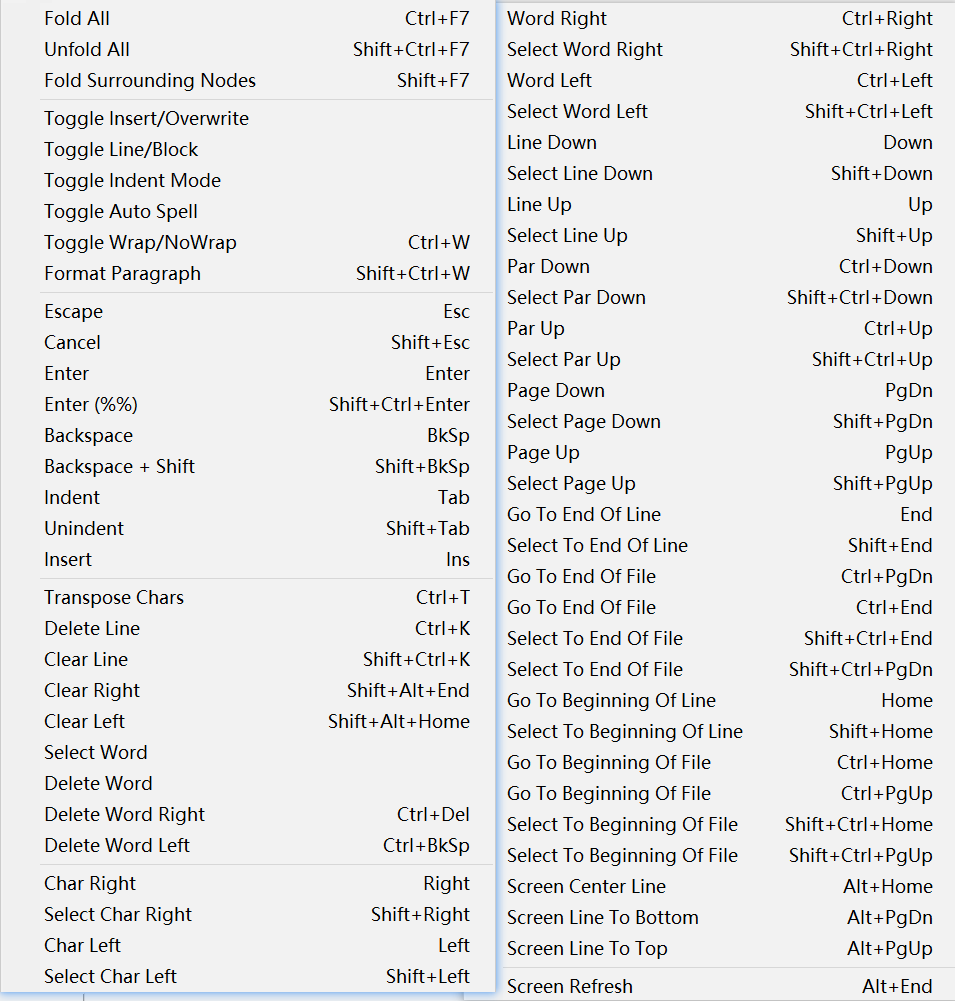 Fold All Ctrl+F7
Unfold All Shift+Ctrl+F7
Fold Surrounding Nodes Shift+F7
Toggle Insert/Overwrite
Toggle Line/Block
Toggle Indent Mode
Toggle Auto Spell
Toggle Wrap/NoWrap Ctrl+W
Format Paragraph Shift+Ctrl+W
Escape Esc
Cancel Shift+Esc
Enter Enter
Enter (%%) Shift+Ctrl+Enter
Backspace BkSp
Backspace + Shift Shift+BkSp
Indent Tab
Unindent Shift+Tab
Insert Ins
Transpose Chars Ctrl+T
Delete Line Ctrl+K
Clear Line Shift+Ctrl+K
Clear Right Shift+Alt+End
Clear Left Shift+Alt+Home
Select Word
Delete Word
Delete Word Right Ctrl+Del
Delete Word Left Ctrl+BkSp
Char Right Right
Select Char Right Shift+Right
Char Left Left
Select Char Left Shift+Left
Word Right Ctrl+Right
Select Word Right Shift+Ctrl+Right
Word Left Ctrl+Left
Select Word Left Shift+Ctrl+Left
Line Down Down
Select Line Down Shift+Down
Line Up Up
Select Line Up Shift+Up
Par Down Ctrl+Down
Select Par Down Shift+Ctrl+Down
Par Up Ctrl+Up
Select Par Up Shift+Ctrl+Up
Page Down PgDn
Select Page Down Shift+PgDn
Page Up PgUp
Select Page Up Shift+PgUp
Go To End Of Line End
Select To End Of Line Shift+End
Go To End Of File Ctrl+PgDn
Go To End Of File Ctrl+End
Select To End Of File Shift+Ctrl+End
Select To End Of File Shift+Ctrl+PgDn
Go To Beginning Of Line Home
Select To Beginning Of Line Shift+Home
Go To Beginning Of File Ctrl+Home
Go To Beginning Of File Ctrl+PgUp
Select To Beginning Of File Shift+Ctrl+Home
Select To Beginning Of File Shift+Ctrl+PgUp
Screen Center Line Alt+Home
Screen Line To Bottom Alt+PgDn
Screen Line To Top Alt+PgUp
Screen Refresh Alt+End